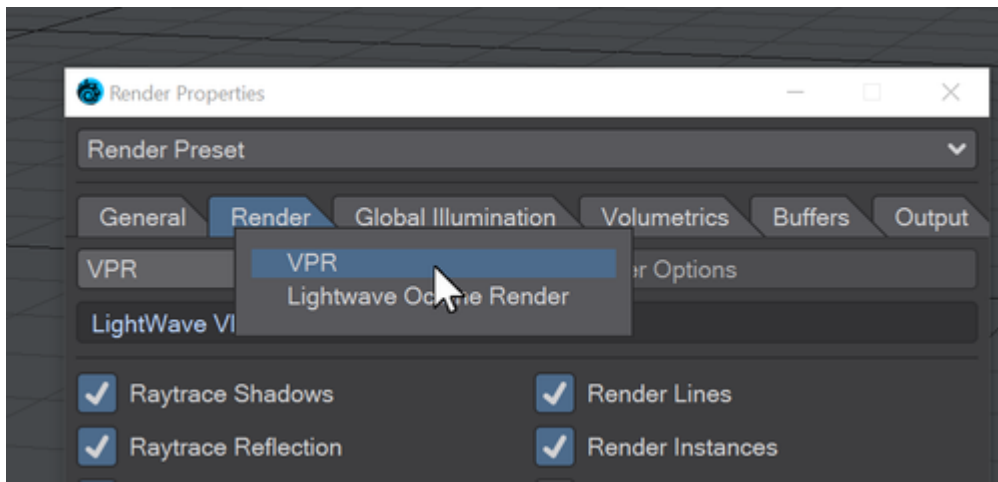 Render Properties
Render Preset
General Render Global Illumination Volumetrics Buffers Output
VPR
VPR
Options
Lightwave Render
LightWave
Raytrace Shadows
Render Lines
Raytrace Reflection
Render Instances